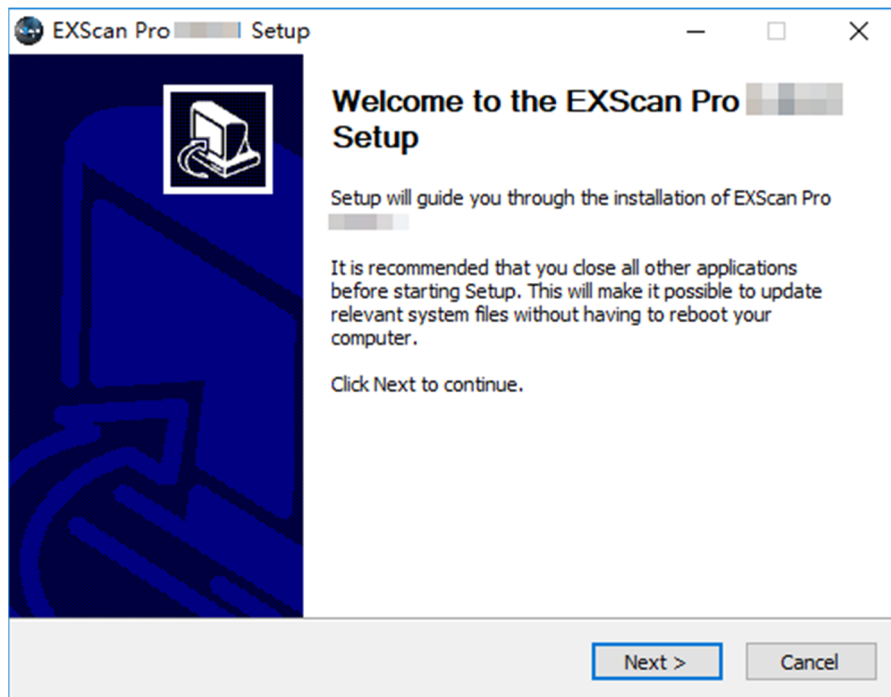 EXScan Pro Setup
Welcome to the EXScan Pro
Setup
Setup will guide you through the installation of EXScan Pro
It is recommended that you close all other applications
before starting Setup. This will make it possible to update
relevant system files without having to reboot your
computer.
Click Next to continue.
Next >
Cancel